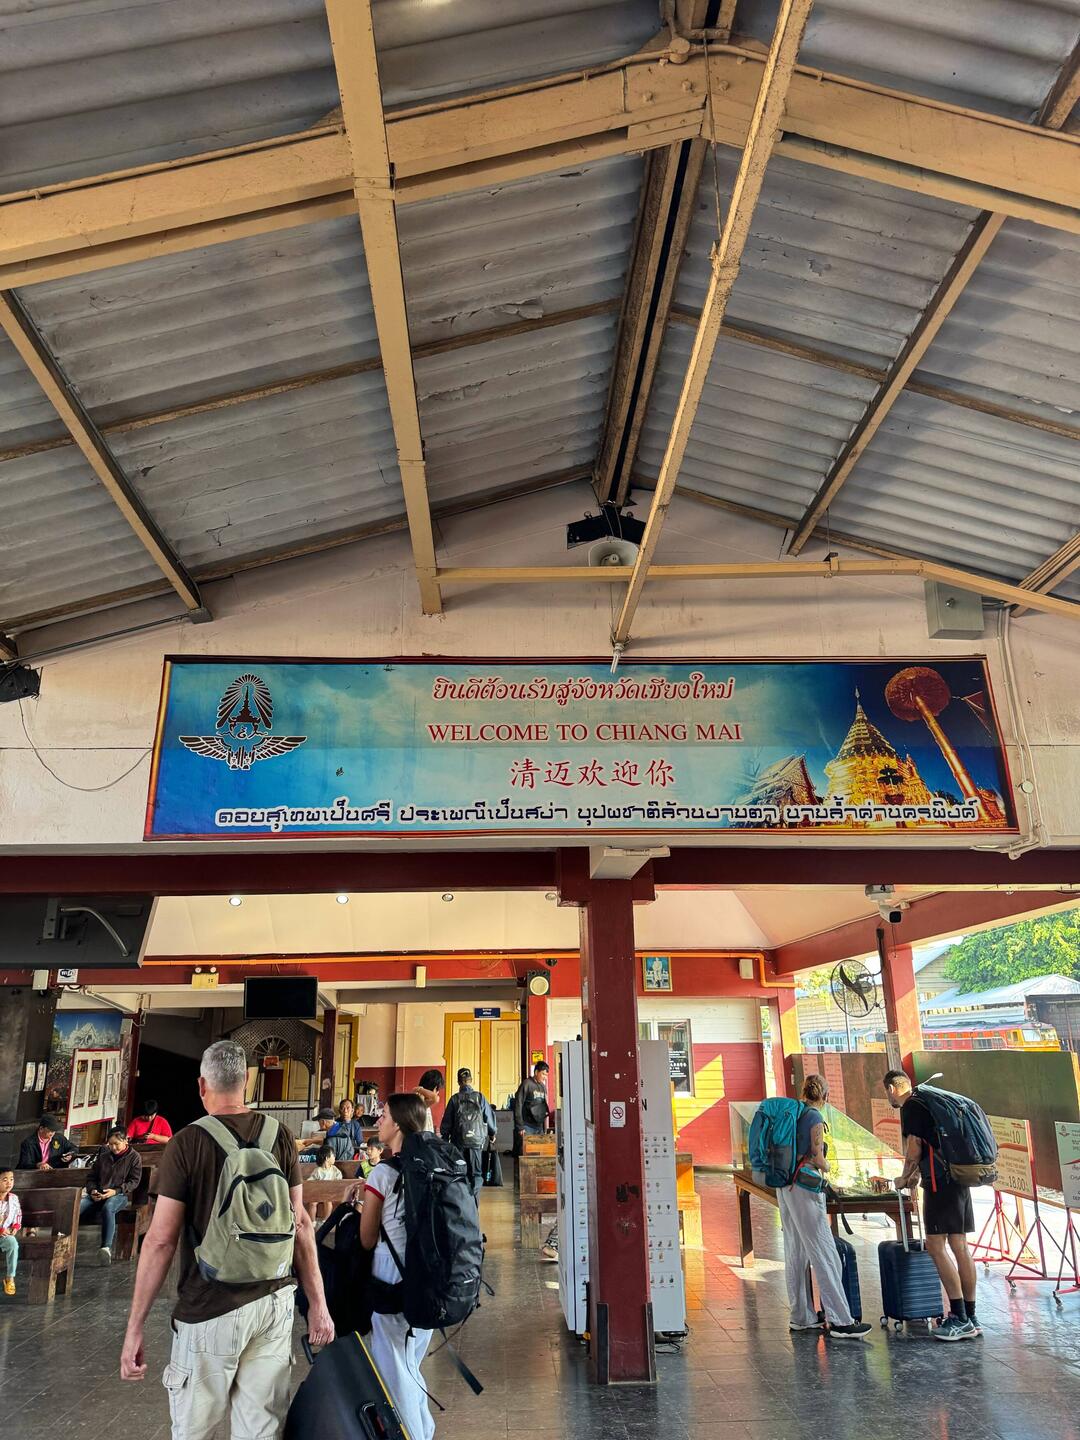 ยินดีต้อนรับสู่จังหวัดเชียงใหม่
WELCOME TO CHIANG MAI
清迈欢迎你
ดอยสุเทพเป็นศรี ประเพณีเป็นสง่า บุปผชาติล้วนงามตา นามล้ำค่านครพิงค์
4
10
18.00